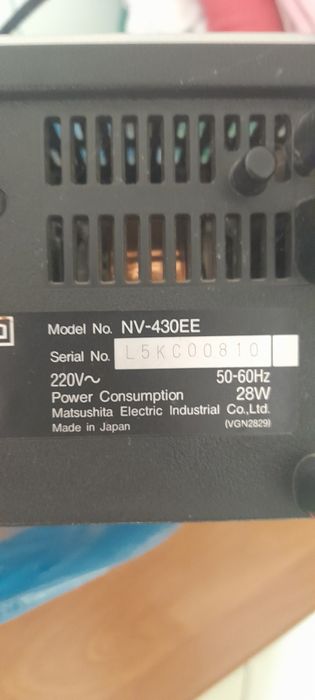 Model No. NV-430EE
Serial No. L5KC00810
220V~ 50-60Hz
Power Consumption 28W
Matsushita Electric Industrial Co.,Ltd.
Made in Japan (VGN2829)